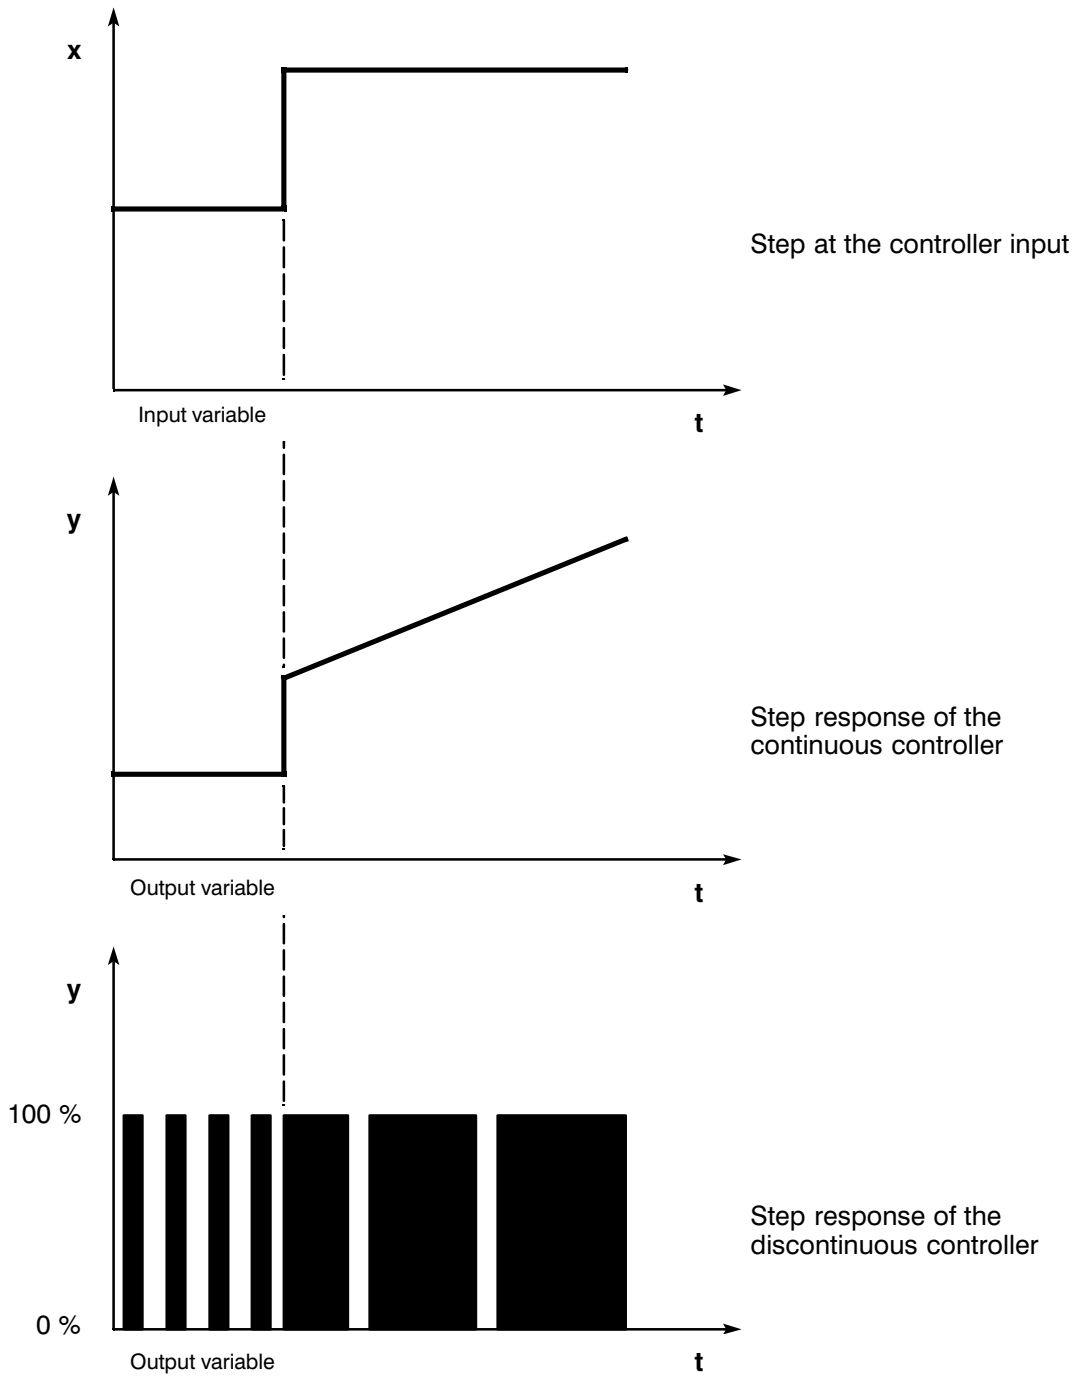 x
Step at the controller input
Input variable
t
y
Step response of the
continuous controller
Output variable
t
y
100 %
Step response of the
discontinuous controller
0 %
Output variable
t